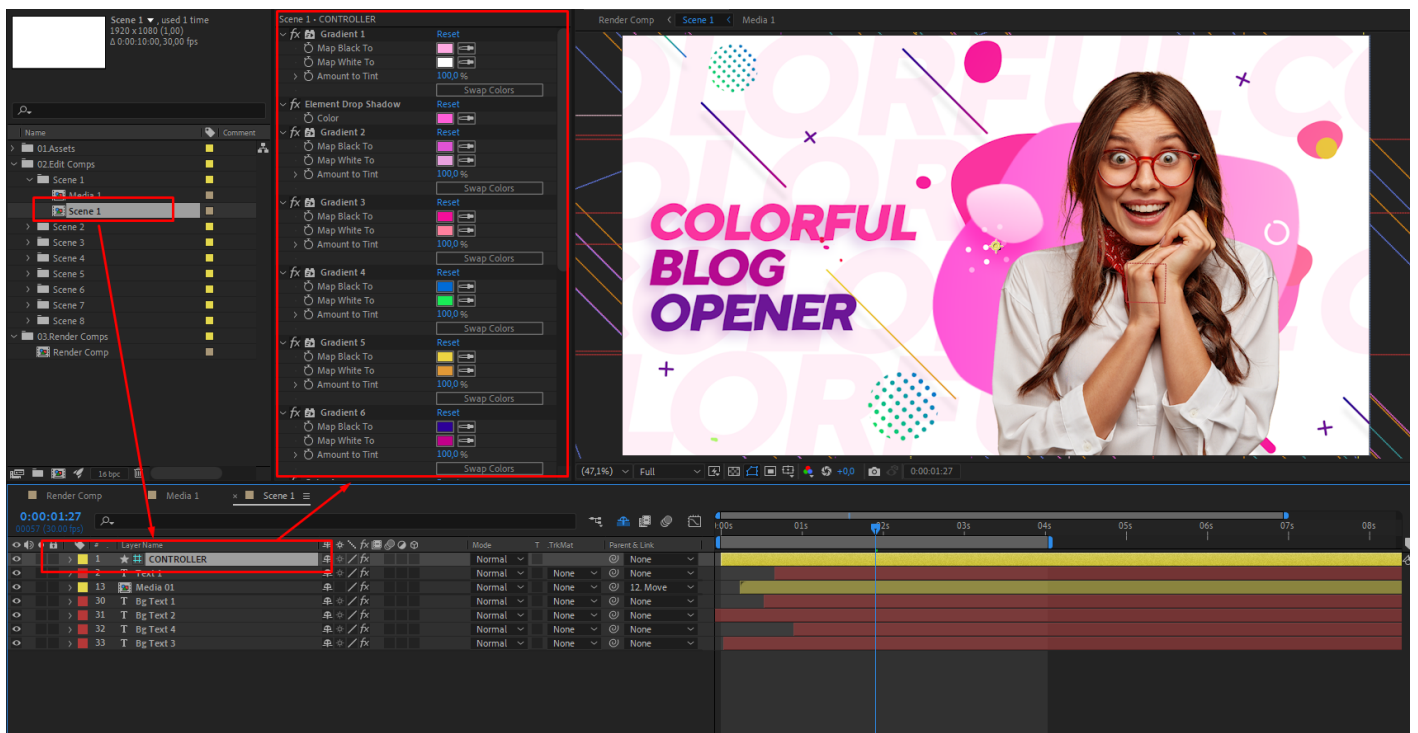 Scene 1 ▼ , used 1 time
1920 x 1080 (1,00)
Δ 0:00:10:00, 30,00 fps
Name Comment
01.Assets
02.Edit Comps
Scene 1
Media 1
Scene 1
Scene 2
Scene 3
Scene 4
Scene 5
Scene 6
Scene 7
Scene 8
03.Render Comps
Render Comp
16 bpc
Scene 1 • CONTROLLER
fx Gradient 1 Reset
Map Black To
Map White To
Amount to Tint 100,0 %
Swap Colors
fx Element Drop Shadow Reset
Color
fx Gradient 2 Reset
Map Black To
Map White To
Amount to Tint 100,0 %
Swap Colors
fx Gradient 3 Reset
Map Black To
Map White To
Amount to Tint 100,0 %
Swap Colors
fx Gradient 4 Reset
Map Black To
Map White To
Amount to Tint 100,0 %
Swap Colors
fx Gradient 5 Reset
Map Black To
Map White To
Amount to Tint 100,0 %
Swap Colors
fx Gradient 6 Reset
Map Black To
Map White To
Amount to Tint 100,0 %
Swap Colors
Render Comp < Scene 1 < Media 1
COLORFUL
BLOG
OPENER
(47,1%) Full +0,0 0:00:01:27
Render Comp Media 1 × Scene 1
0:00:01:27
00057 (30.00 fps)
# Layer Name Mode T .TrkMat Parent & Link
1 CONTROLLER Normal None
2 T Text 1 Normal None None
13 Media 01 Normal None 12. Move
30 T Bg Text 1 Normal None None
31 T Bg Text 2 Normal None None
32 T Bg Text 4 Normal None None
33 T Bg Text 3 Normal None None
:00s 01s 02s 03s 04s 05s 06s 07s 08s